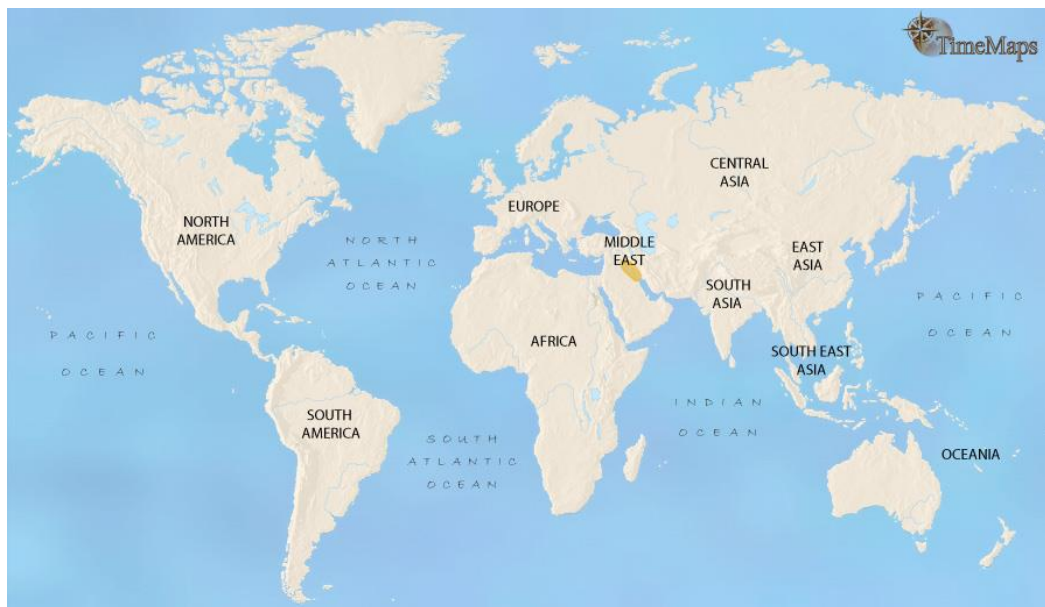 TimeMaps
CENTRAL
ASIA
EUROPE
NORTH
AMERICA
NORTH
ATLANTIC
OCEAN
MIDDLE
EAST
EAST
ASIA
SOUTH
ASIA
PACIFIC
OCEAN
PACIFIC
OCEAN
AFRICA
SOUTH EAST
ASIA
INDIAN
OCEAN
SOUTH
AMERICA
SOUTH
ATLANTIC
OCEAN
OCEANIA